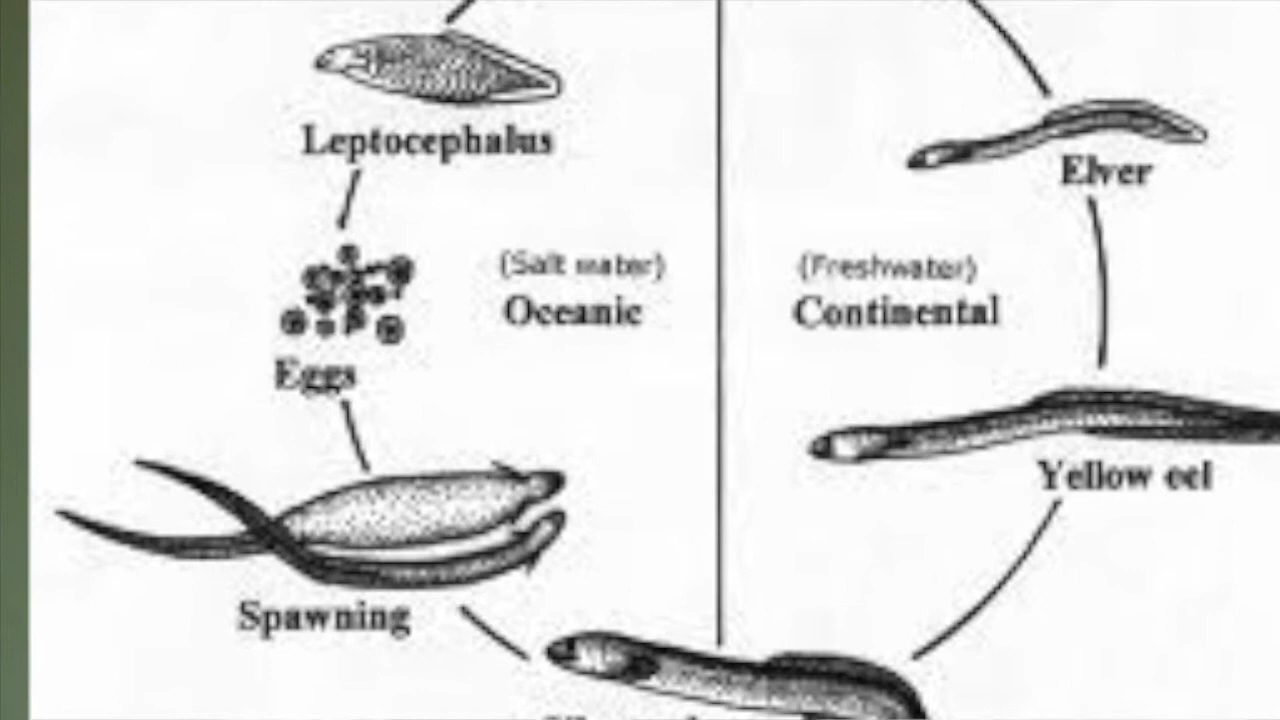 Leptocephalus
Elver
(Salt water)
Oceanic
(Freshwater)
Continental
Eggs
Yellow eel
Spawning